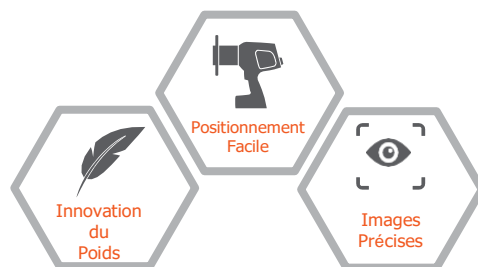 Positionnement
Facile
Innovation
du
Poids
Images
Précises